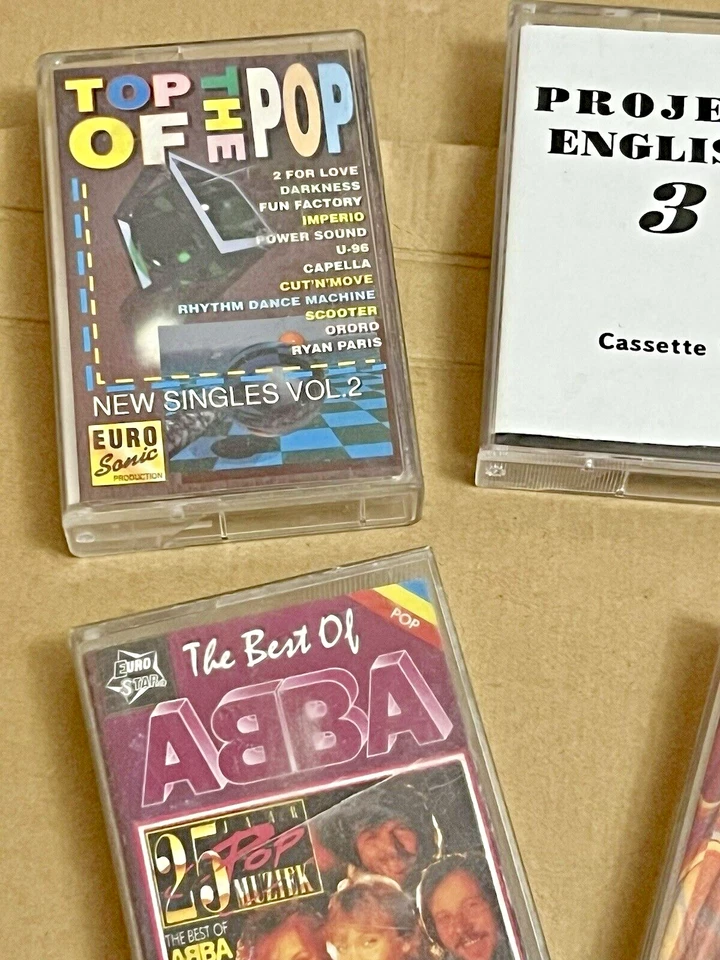 TOP OF THE POP
2 FOR LOVE
DARKNESS
FUN FACTORY
IMPERIO
POWER SOUND
U-96
CAPELLA
CUT'N'MOVE
RHYTHM DANCE MACHINE
SCOOTER
ORORO
RYAN PARIS
NEW SINGLES VOL.2
EURO
Sonic
PRODUCTION
PROJE
ENGLIS
3
Cassette
EURO
STAR
The Best Of
POP
ABBA
25 JAAR
POP
MUZIEK
THE BEST OF
ABBA